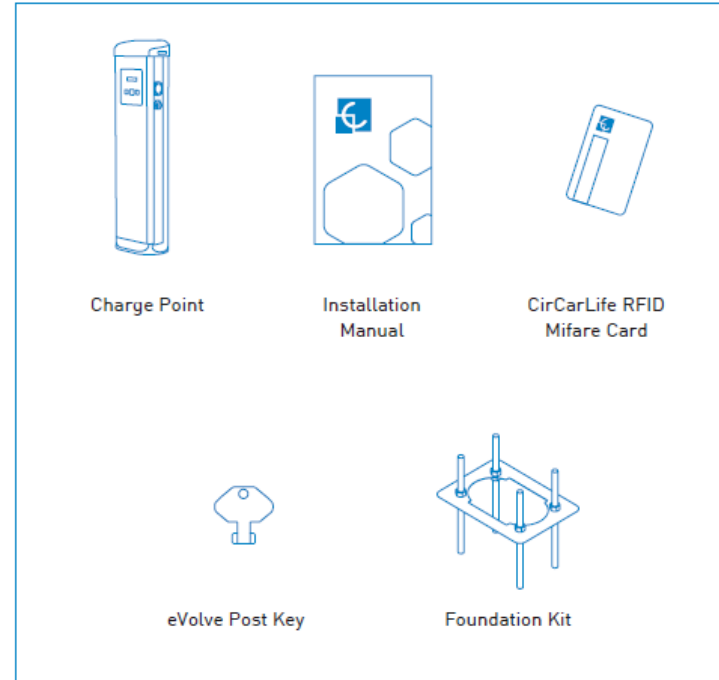 Charge Point
Installation
Manual
CirCarLife RFID
Mifare Card
eVolve Post Key
Foundation Kit